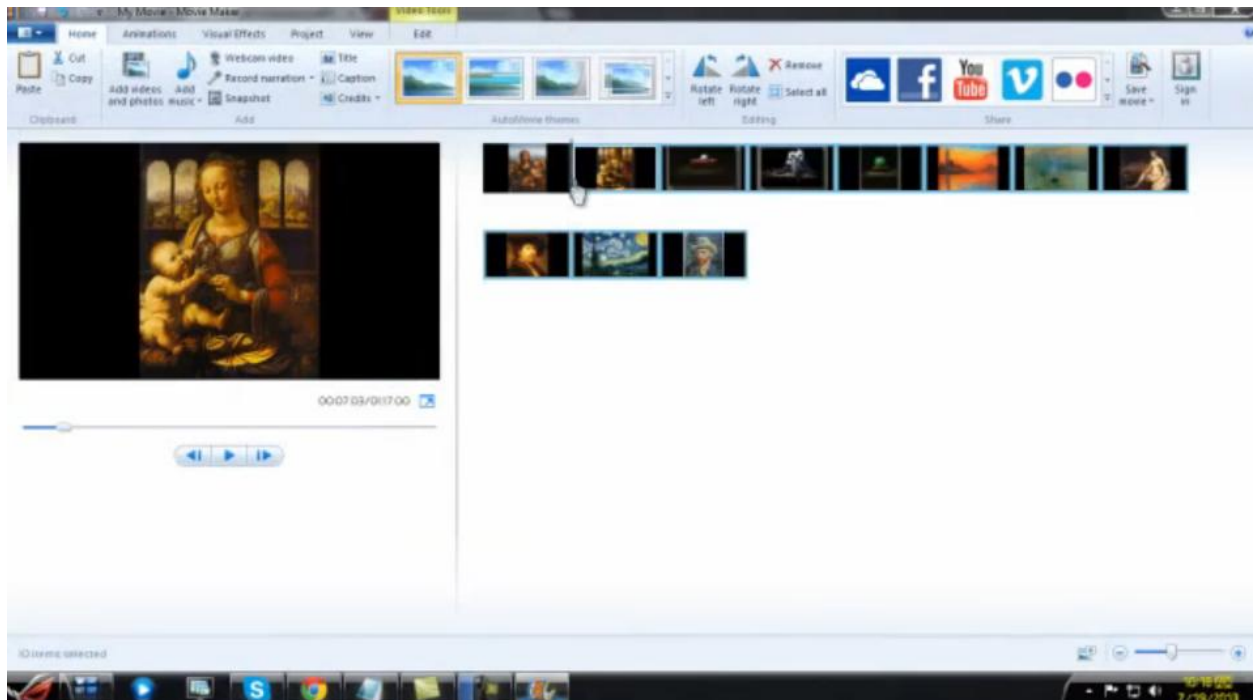 My Movie - Movie Maker
Video Tools
Home Animations Visual Effects Project View Edit
Paste
Cut
Copy
Clipboard
Add videos and photos
Add music
Webcam video
Record narration
Snapshot
Title
Caption
Credits
Add
AutoMovie themes
Rotate left
Rotate right
Remove
Select all
Editing
f
You
Tube
Share
Save movie
Sign in
00:07.03/01:17.00
10 items selected
S